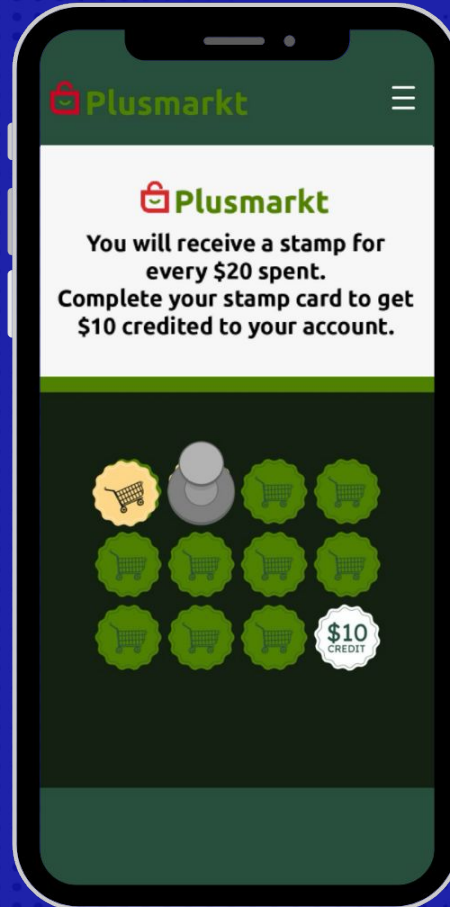 Plusmarkt
Plusmarkt
You will receive a stamp for
every $20 spent.
Complete your stamp card to get
$10 credited to your account.
$10
CREDIT